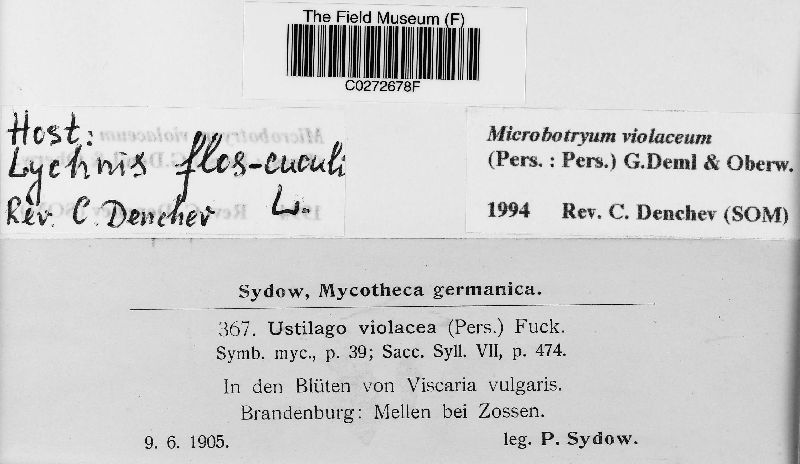 The Field Museum (F)
C0272678F
Host:
Lychnis flos-cuculi
L.
Rev. C. Denchev
Microbotryum violaceum
(Pers. : Pers.) G.Deml & Oberw.
1994 Rev. C. Denchev (SOM)
Sydow, Mycotheca germanica.
367. Ustilago violacea (Pers.) Fuck.
Symb. myc., p. 39; Sacc. Syll. VII, p. 474.
In den Blüten von Viscaria vulgaris.
Brandenburg: Mellen bei Zossen.
9. 6. 1905. leg. P. Sydow.